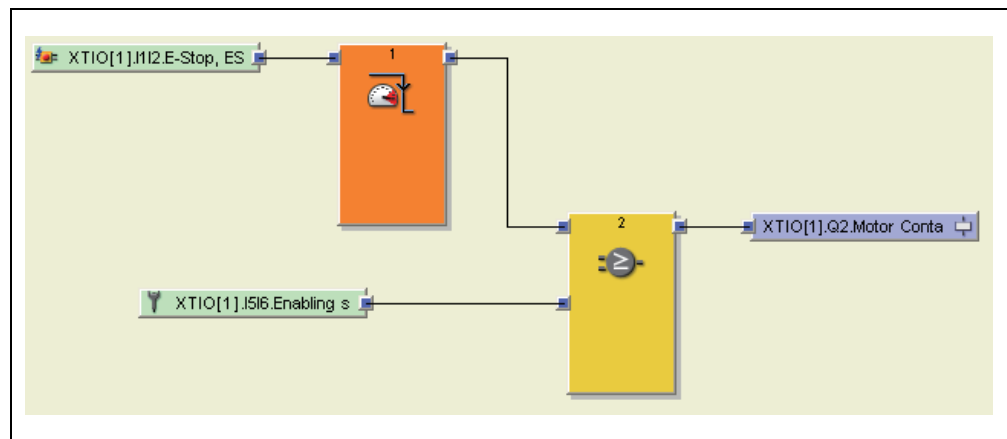 XTIO[1].I1I2.E-Stop, ES
1
2
≥
XTIO[1].Q2.Motor Conta
XTIO[1].I5I6.Enabling s